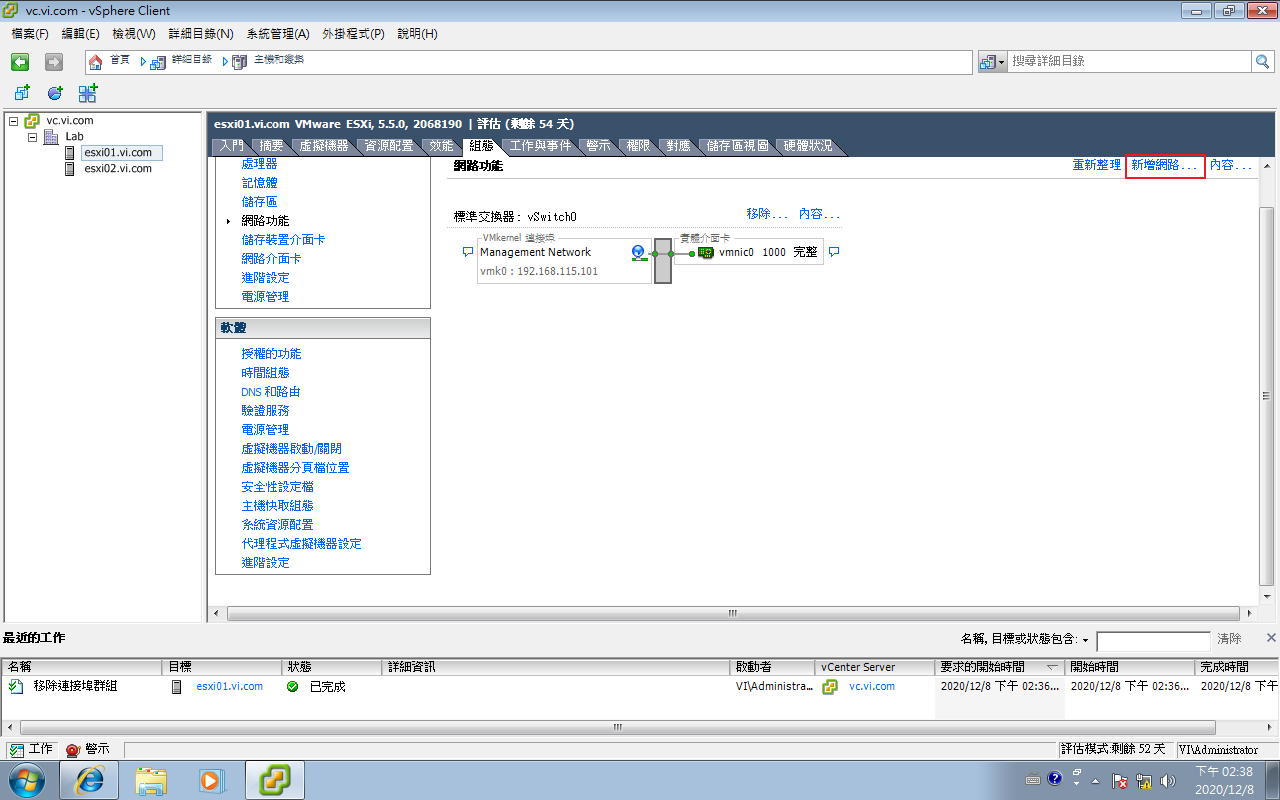 vc.vi.com - vSphere Client
檔案(F) 編輯(E) 檢視(W) 詳細目錄(N) 系統管理(A) 外掛程式(P) 說明(H)
首頁 詳細目錄 主機和叢集 搜尋詳細目錄
vc.vi.com
Lab
esxi01.vi.com
esxi02.vi.com
esxi01.vi.com VMware ESXi, 5.5.0, 2068190 | 評估 (剩餘 54 天)
入門 摘要 虛擬機器 資源配置 效能 組態 工作與事件 警示 權限 對應 儲存區視圖 硬體狀況
處理器
記憶體
儲存區
網路功能
儲存裝置介面卡
網路介面卡
進階設定
電源管理
軟體
授權的功能
時間組態
DNS 和路由
驗證服務
電源管理
虛擬機器啟動/關閉
虛擬機器分頁檔位置
安全性設定檔
主機快取組態
系統資源配置
代理程式虛擬機器設定
進階設定
網路功能 重新整理 新增網路... 內容...
標準交換器: vSwitch0 移除... 內容...
VMkernel 連接埠 實體介面卡
Management Network vmnic0 1000 完整
vmk0 : 192.168.115.101
最近的工作 名稱, 目標或狀態包含: 清除
名稱 目標 狀態 詳細資訊 啟動者 vCenter Server 要求的開始時間 開始時間 完成時間
移除連接埠群組 esxi01.vi.com 已完成 VI\Administra... vc.vi.com 2020/12/8 下午 02:36... 2020/12/8 下午 02:36... 2020/12/8 下午
工作 警示 評估模式:剩餘 52 天 VI\Administrator
下午 02:38
2020/12/8